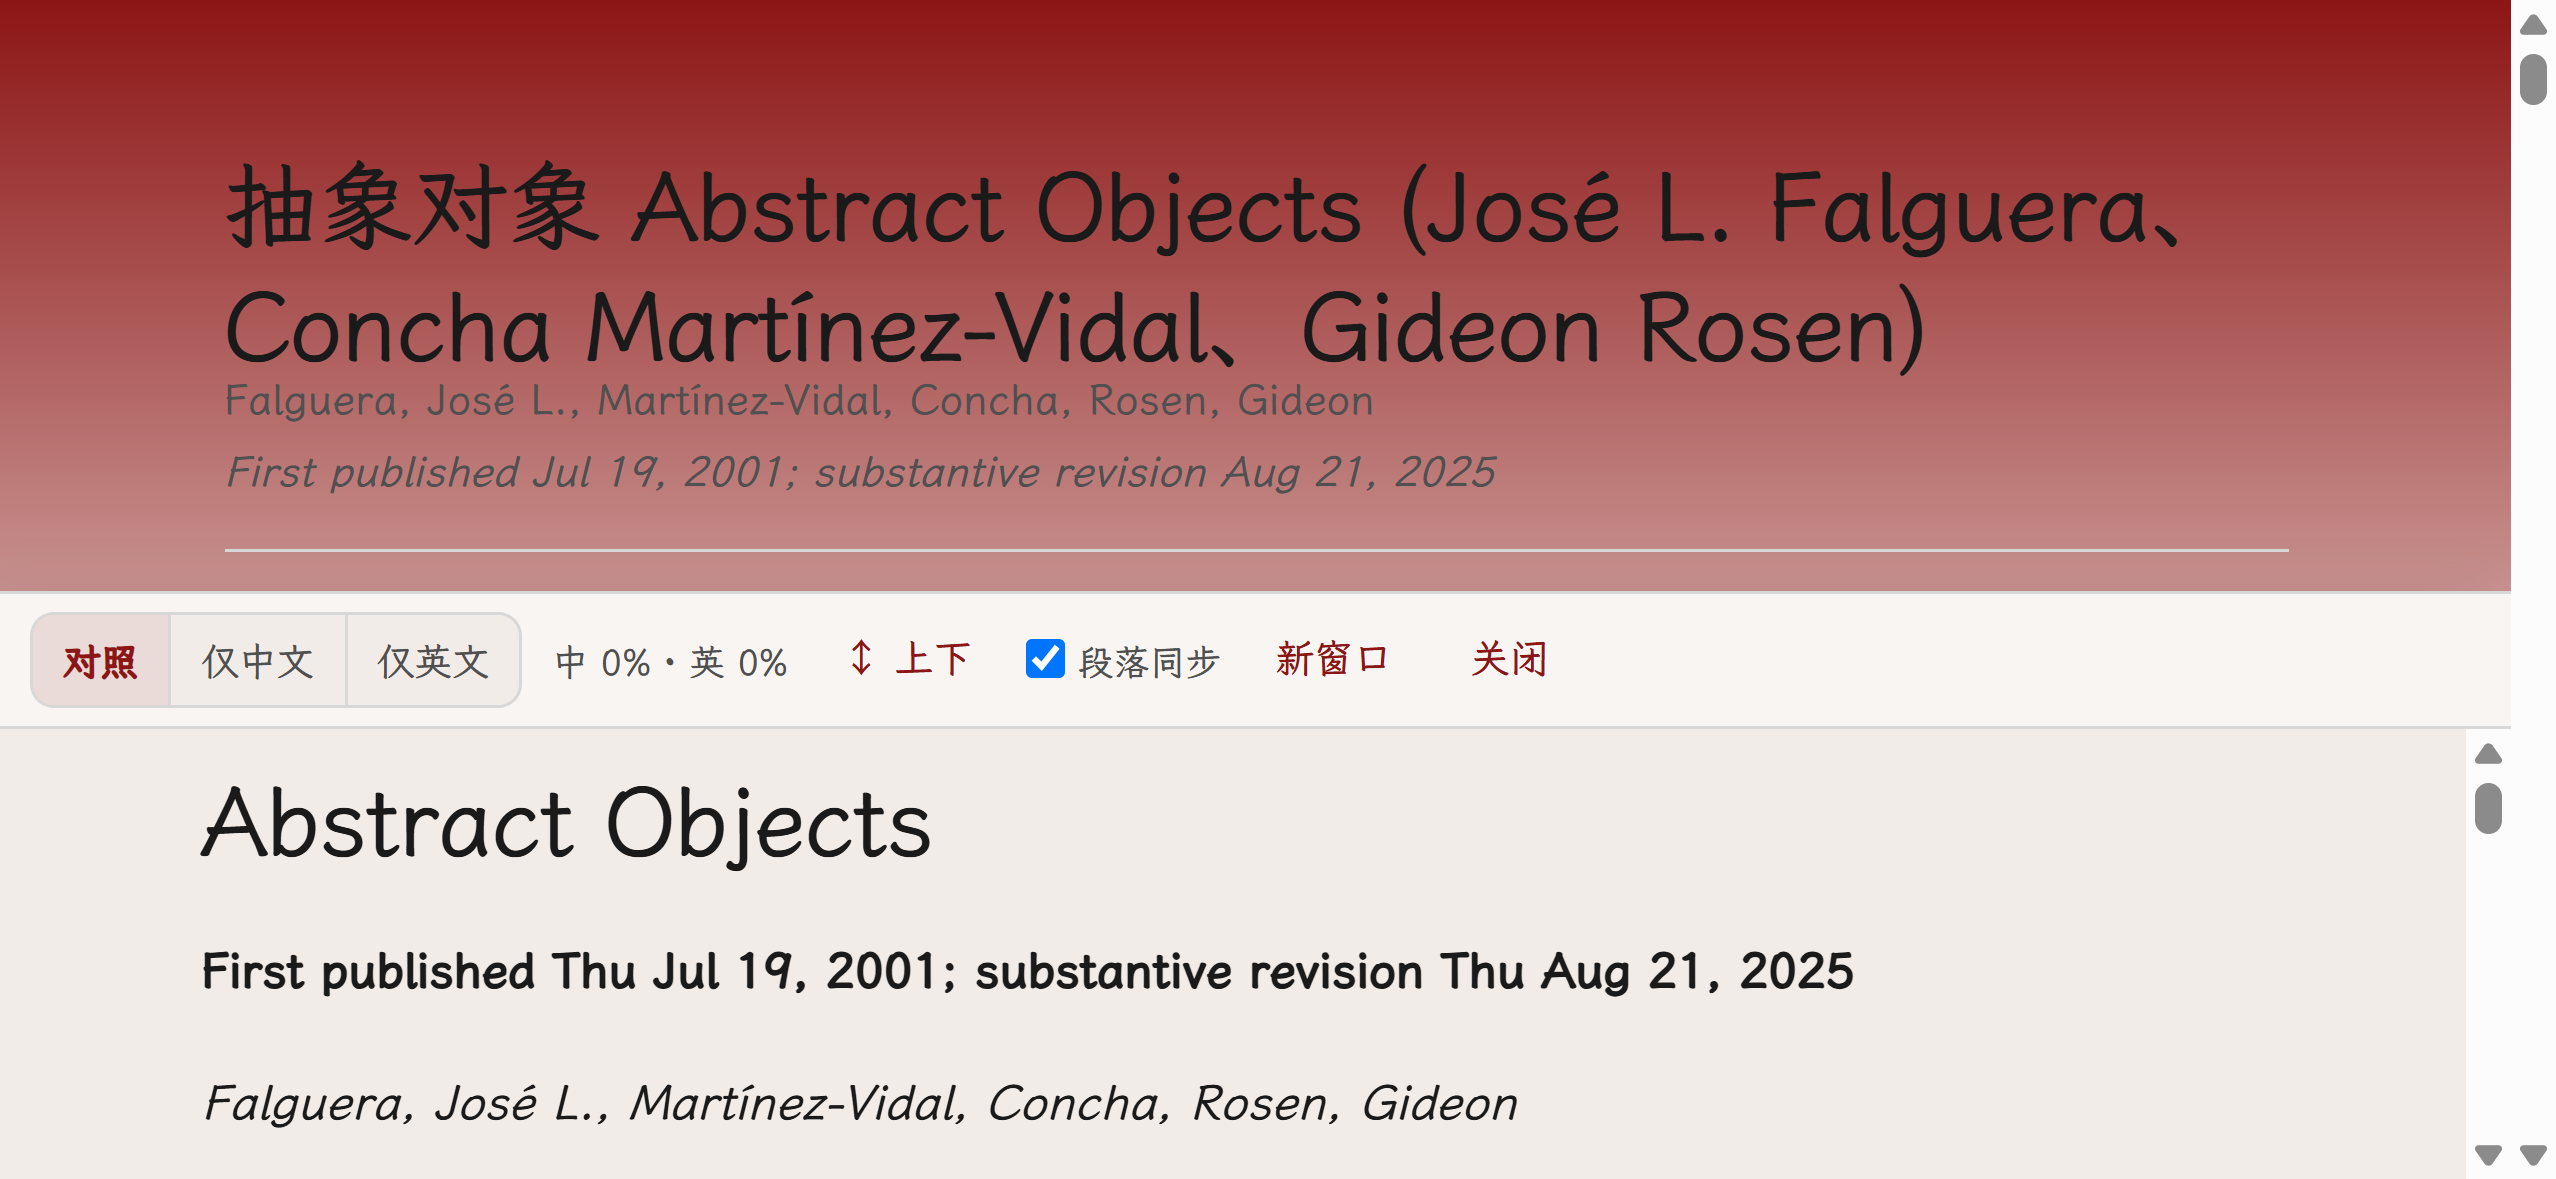 抽象对象 Abstract Objects (José L. Falguera、
Concha Martínez-Vidal、Gideon Rosen)
Falguera, José L., Martínez-Vidal, Concha, Rosen, Gideon
First published Jul 19, 2001; substantive revision Aug 21, 2025
对照 仅中文 仅英文 中 0% · 英 0% ↕ 上下 段落同步 新窗口 关闭
Abstract Objects
First published Thu Jul 19, 2001; substantive revision Thu Aug 21, 2025
Falguera, José L., Martínez-Vidal, Concha, Rosen, Gideon